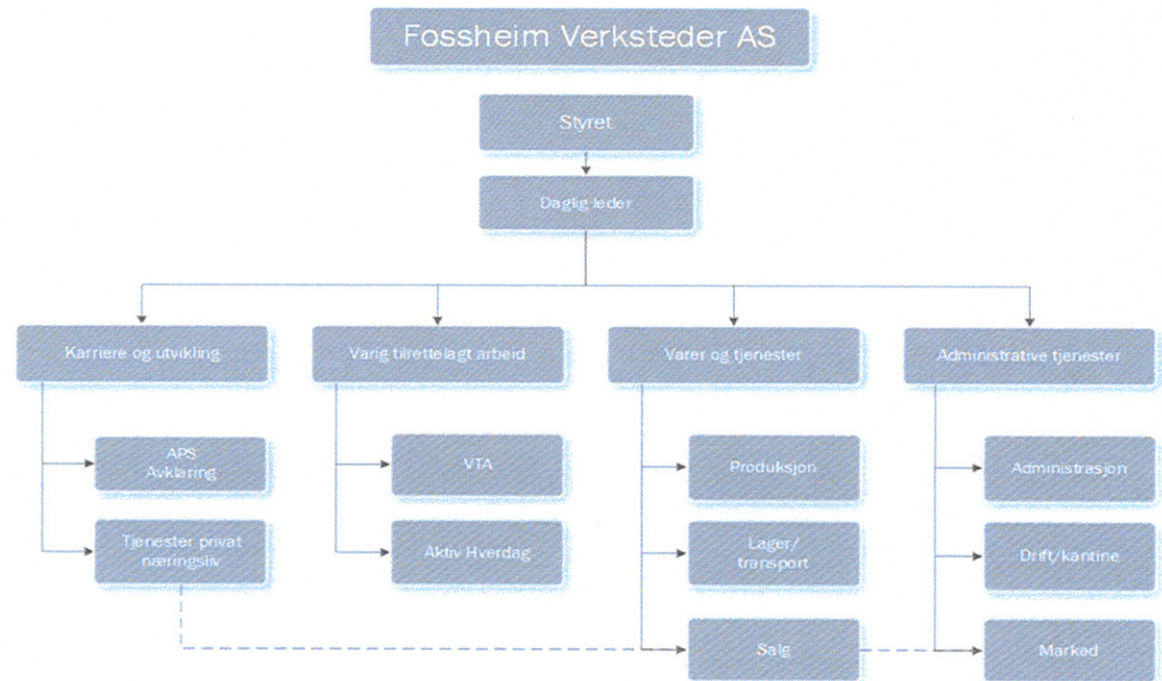 Fossheim Verksteder AS
Styret
Daglig leder
Karriere og utvikling
Varig tilrettelagt arbeid
Varer og tjenester
Administrative tjenester
APS
Avklaring
VTA
Produksjon
Administrasjon
Tjenester privat
næringsliv
Aktiv Hverdag
Lager/
transport
Drift/kantine
Salg
Marked